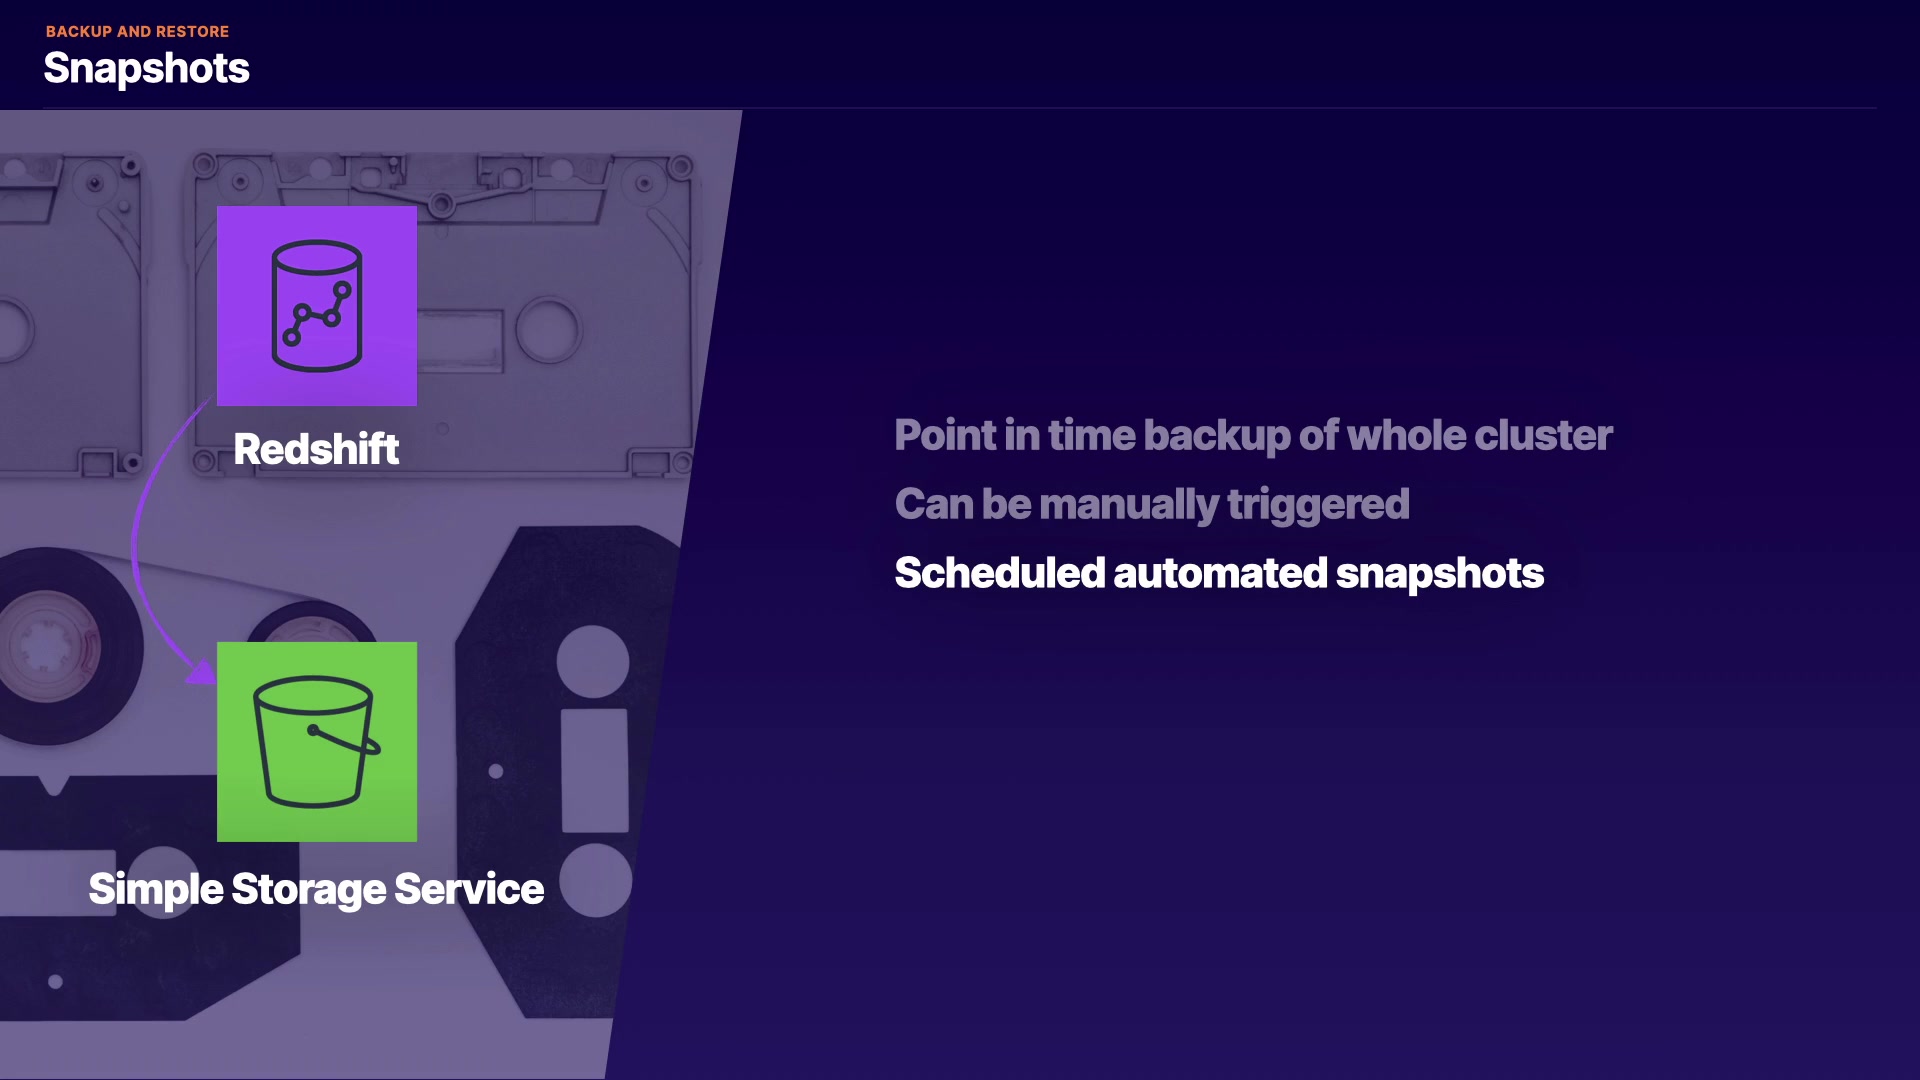 BACKUP AND RESTORE
Snapshots
Redshift
Simple Storage Service
Point in time backup of whole cluster
Can be manually triggered
Scheduled automated snapshots